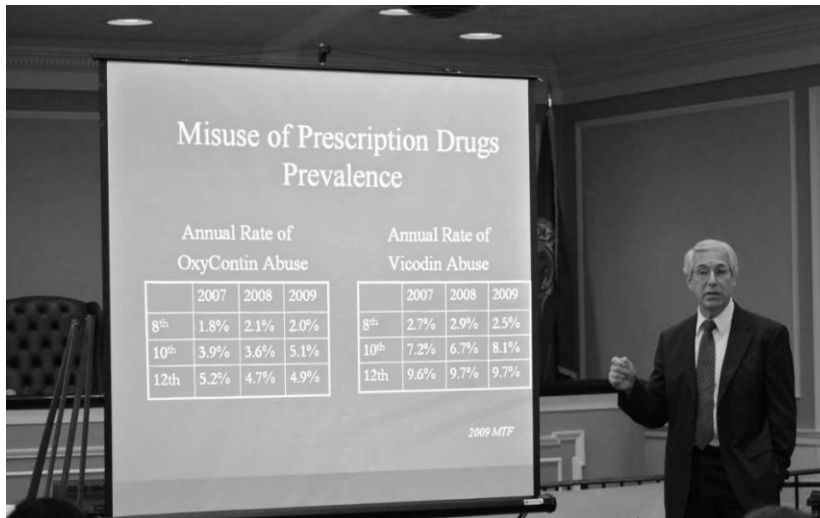 Misuse of Prescription Drugs
Prevalence
Annual Rate of
OxyContin Abuse
2007 2008 2009
8th 1.8% 2.1% 2.0%
10th 3.9% 3.6% 5.1%
12th 5.2% 4.7% 4.9%
Annual Rate of
Vicodin Abuse
2007 2008 2009
8th 2.7% 2.9% 2.5%
10th 7.2% 6.7% 8.1%
12th 9.6% 9.7% 9.7%
2009 MTF